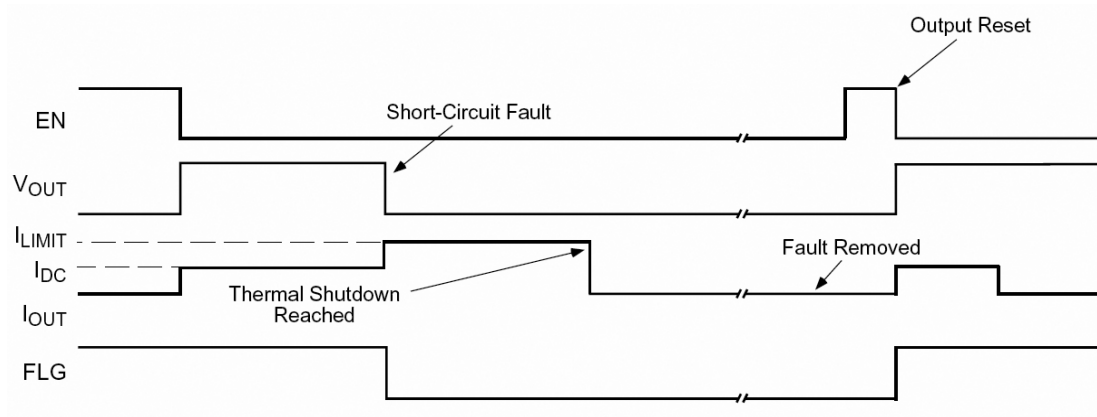 Output Reset
EN
Short-Circuit Fault
VOUT
ILIMIT
Fault Removed
IDC
Thermal Shutdown
Reached
IOUT
FLG